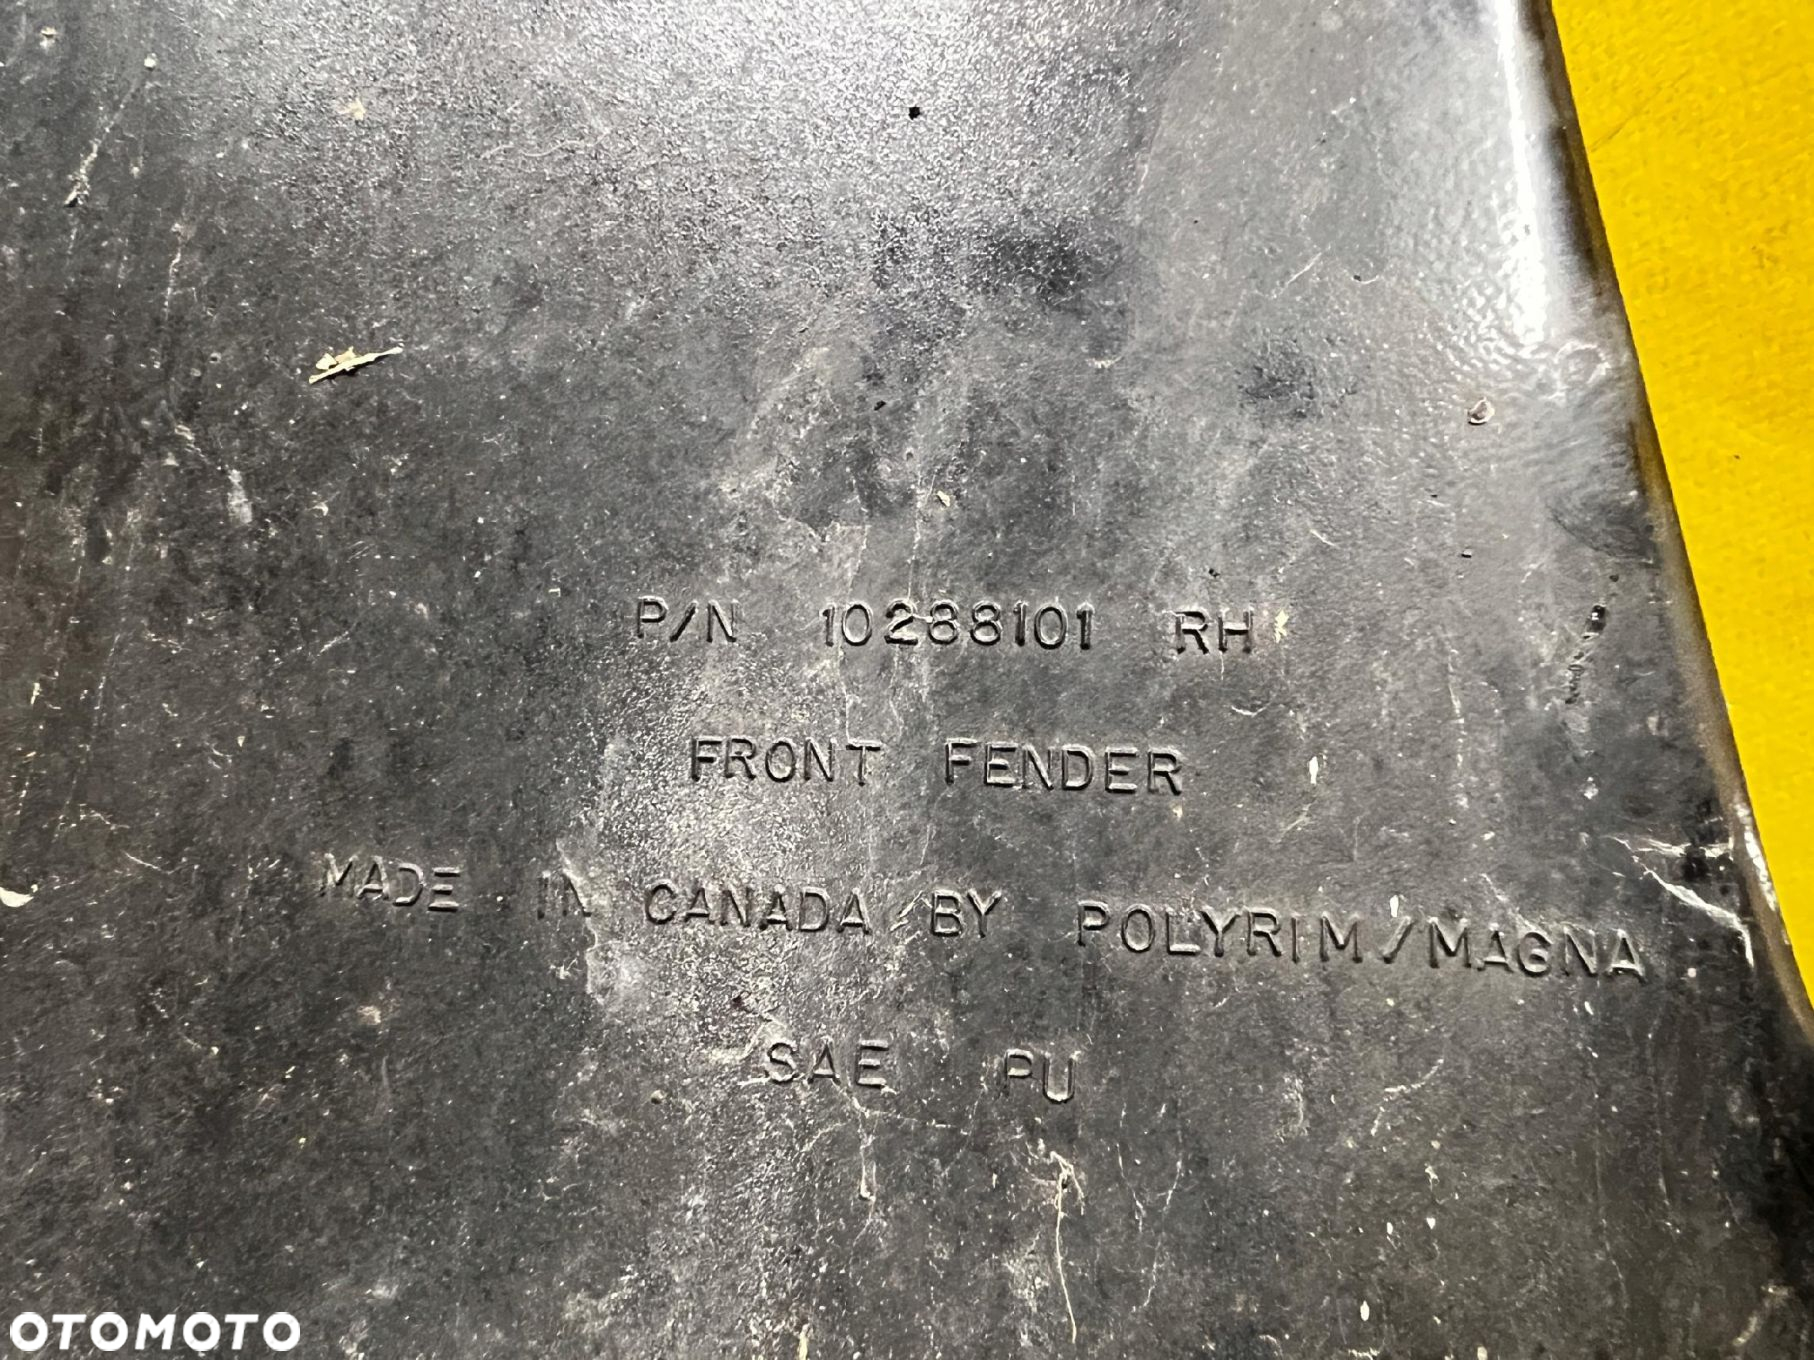 P/N 10288101 RH
FRONT FENDER
MADE IN CANADA BY POLYRIM/MAGNA
SAE PU
OTOMOTO